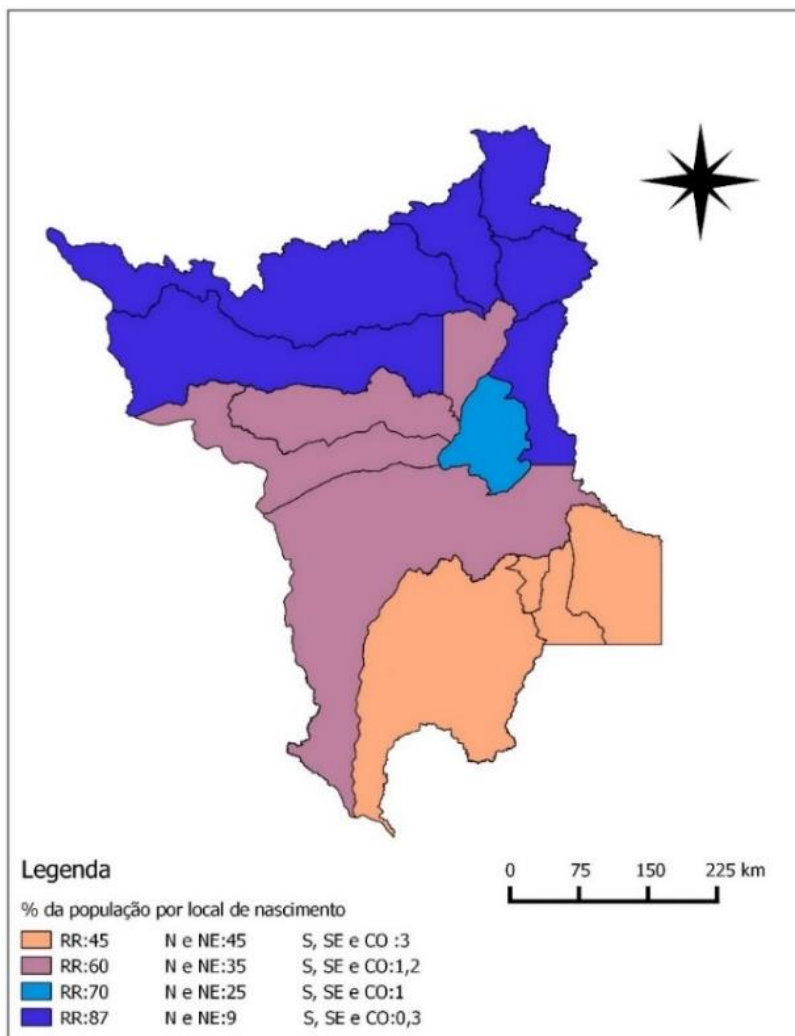 Legenda
0 75 150 225 km
% da população por local de nascimento
RR:45 N e NE:45 S, SE e CO :3
RR:60 N e NE:35 S, SE e CO:1,2
RR:70 N e NE:25 S, SE e CO:1
RR:87 N e NE:9 S, SE e CO:0,3